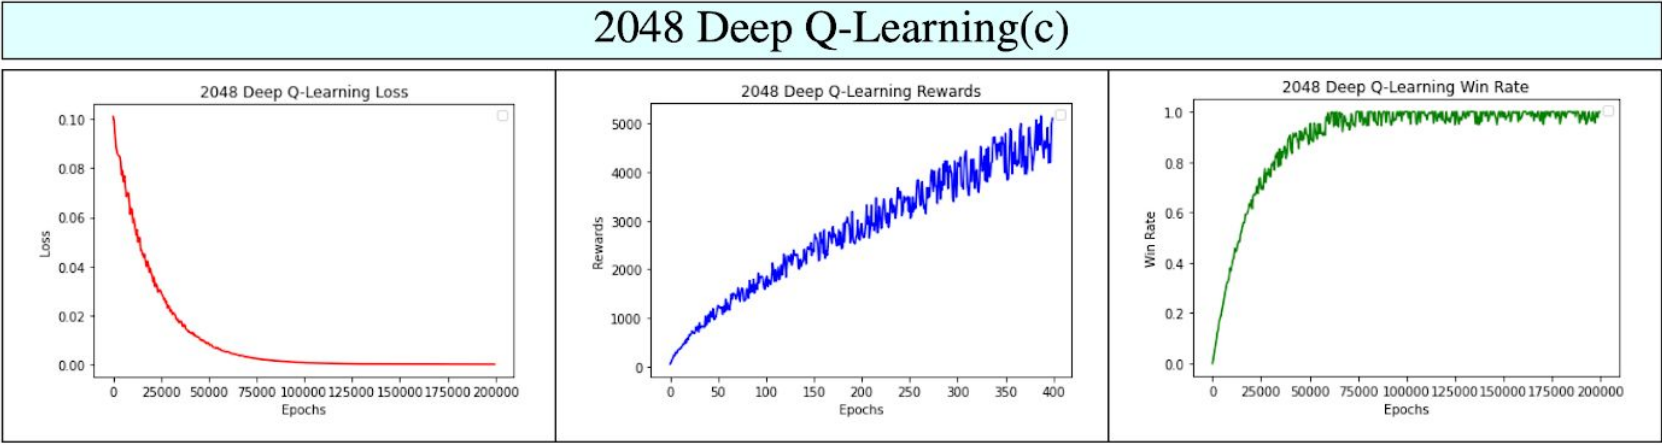 2048 Deep Q-Learning(c)
2048 Deep Q-Learning Loss
0.10
0.08
0.06
0.04
0.02
0.00
Loss
0 25000 50000 75000 100000 125000 150000 175000 200000
Epochs
2048 Deep Q-Learning Rewards
5000
4000
3000
2000
1000
0
Rewards
0 50 100 150 200 250 300 350 400
Epochs
2048 Deep Q-Learning Win Rate
1.0
0.8
0.6
0.4
0.2
0.0
Win Rate
0 25000 50000 75000 100000 125000 150000 175000 200000
Epochs